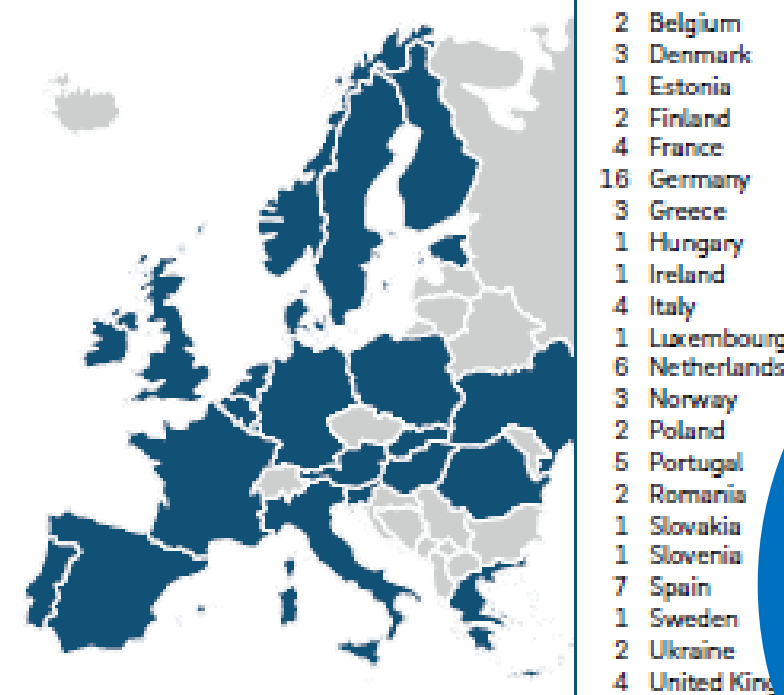 2 Belgium
3 Denmark
1 Estonia
2 Finland
4 France
16 Germany
3 Greece
1 Hungary
1 Ireland
4 Italy
1 Luxembourg
6 Netherlands
3 Norway
2 Poland
5 Portugal
2 Romania
1 Slovakia
1 Slovenia
7 Spain
1 Sweden
2 Ukraine
4 United